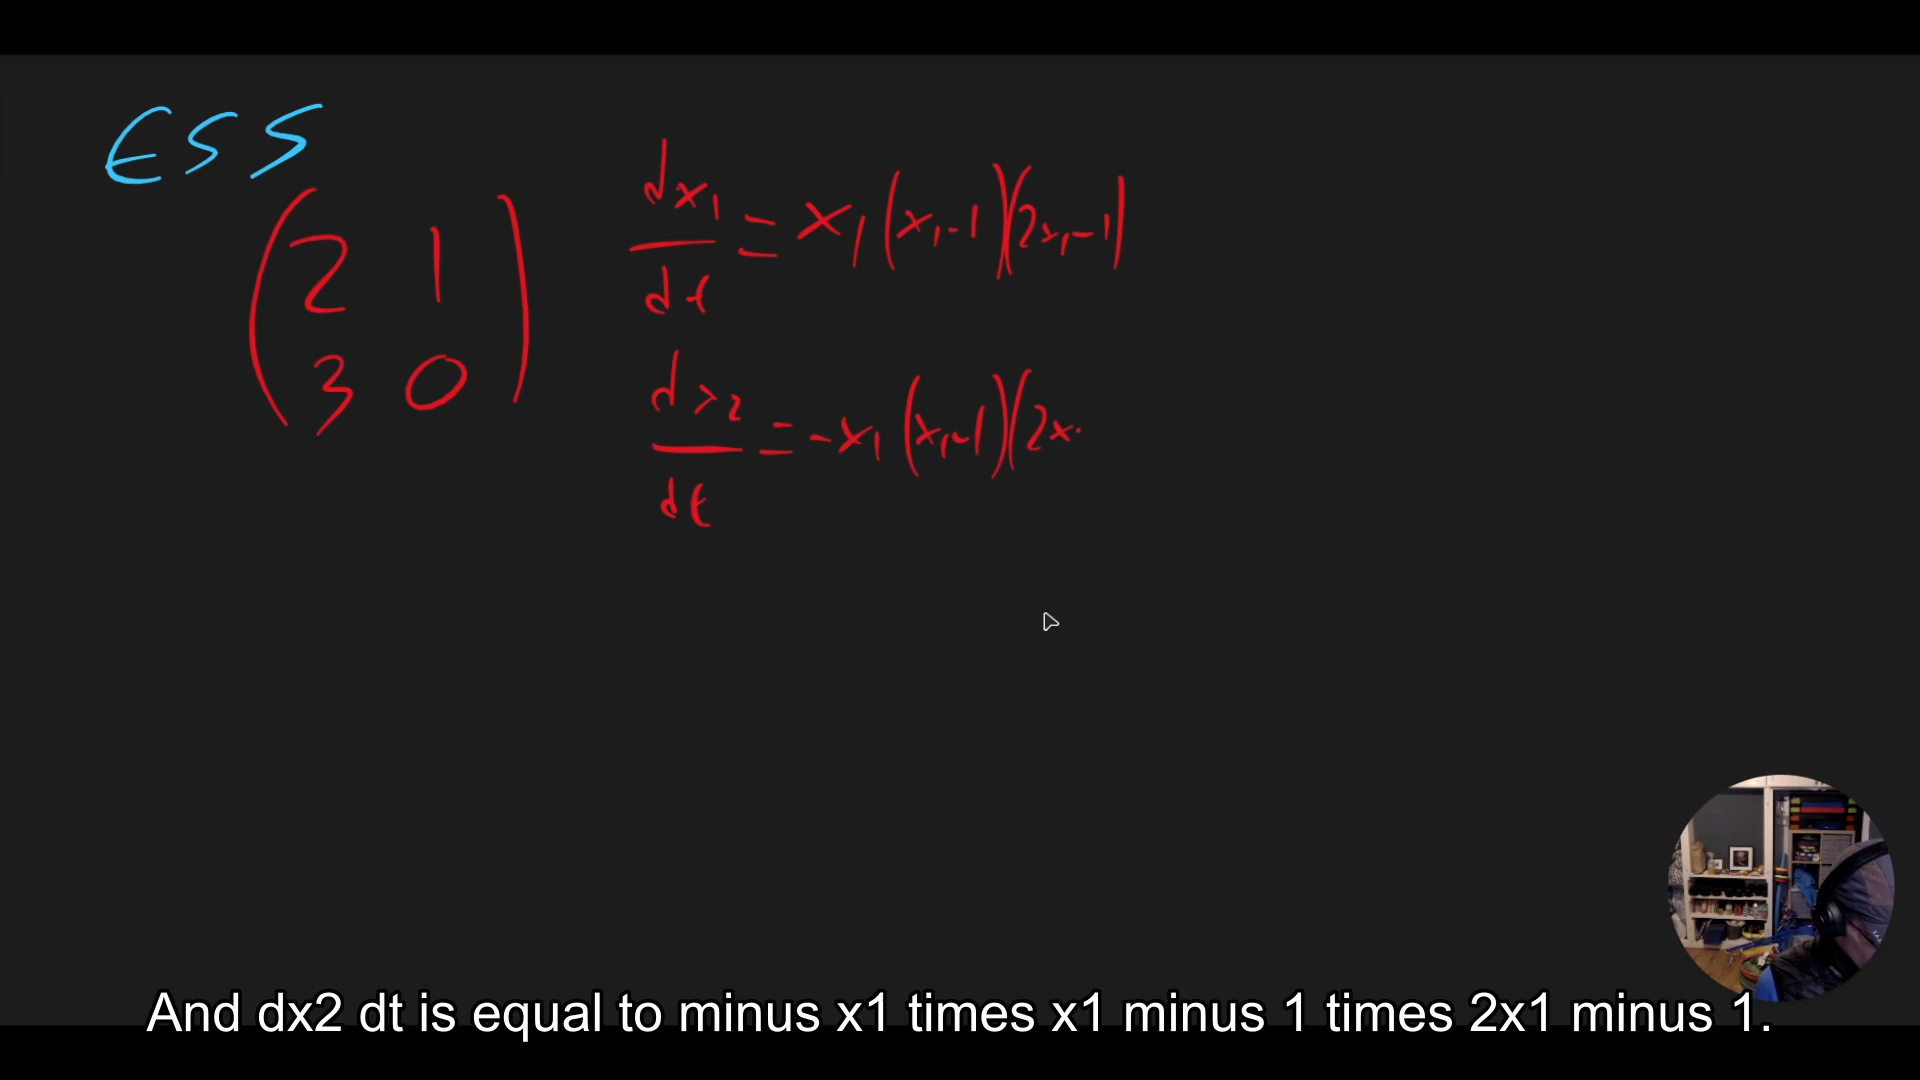 ESS
(2 1
3 0)
dx₁/dt = x₁(x₁-1)(2x₁-1)
dx₂/dt = -x₁(x₁-1)(2x
And dx2 dt is equal to minus x1 times x1 minus 1 times 2x1 minus 1.